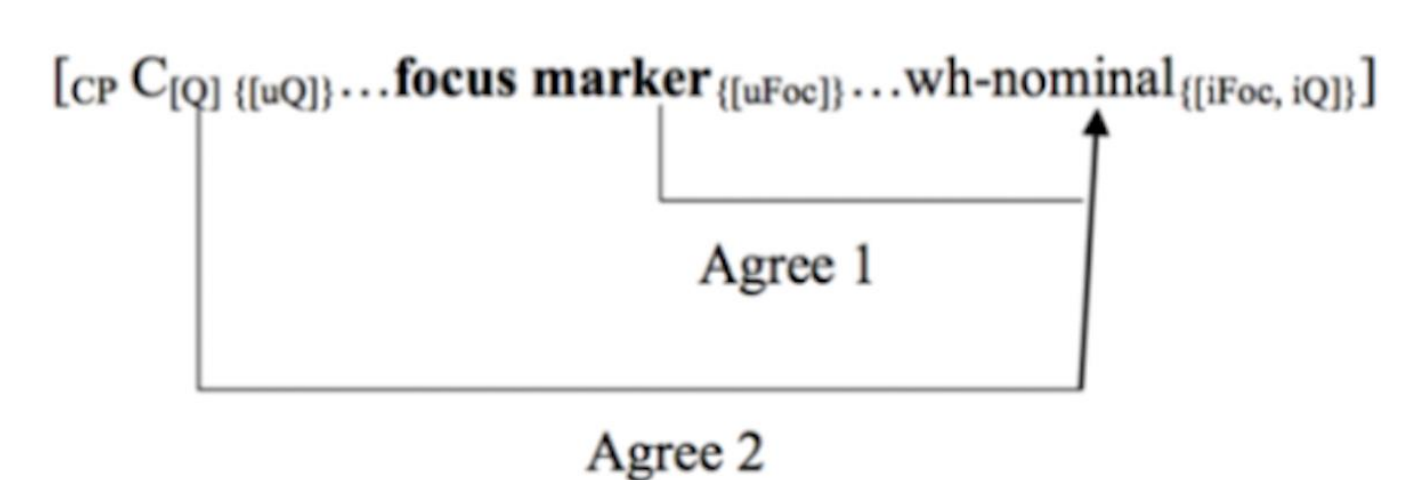 [CP C[Q] {[uQ]}…focus marker{[uFoc]}…wh-nominal{[iFoc, iQ]}]
Agree 1
Agree 2